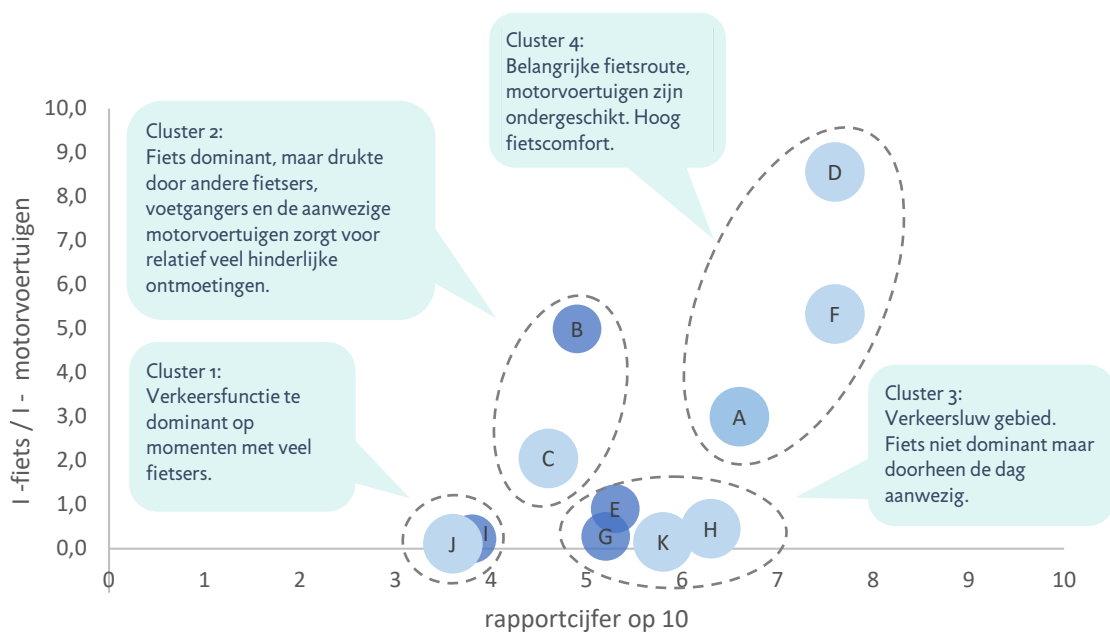 Cluster 4:
Belangrijke fietsroute,
motorvoertuigen zijn
ondergeschikt. Hoog
fietscomfort.
Cluster 2:
Fiets dominant, maar drukte
door andere fietsers,
voetgangers en de aanwezige
motorvoertuigen zorgt voor
relatief veel hinderlijke
ontmoetingen.
Cluster 1:
Verkeersfunctie te
dominant op
momenten met veel
fietsers.
Cluster 3:
Verkeersluw gebied.
Fiets niet dominant maar
doorheen de dag
aanwezig.
I -fiets / I - motorvoertuigen
10,0
9,0
8,0
7,0
6,0
5,0
4,0
3,0
2,0
1,0
0,0
D
F
B
A
C
E
G
H
K
J
I
0
1
2
3
4
5
6
7
8
9
10
rapportcijfer op 10